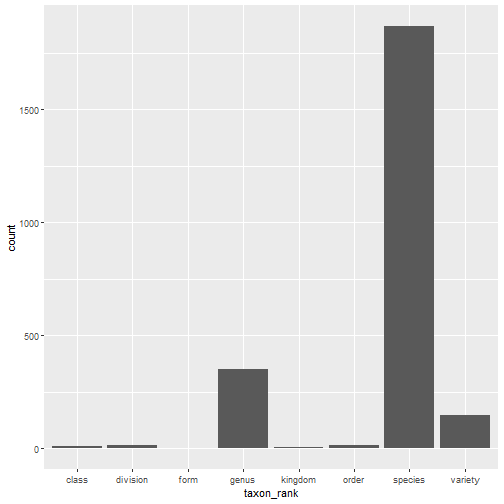 count
1500
1000
500
0
class division form genus kingdom order species variety
taxon_rank